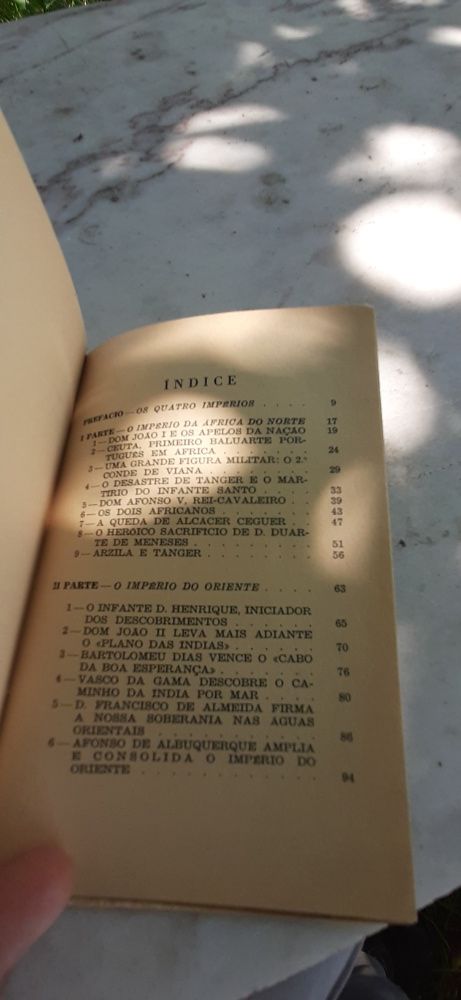 ÍNDICE
PREFACIO — OS QUATRO IMPÉRIOS . . . . 9
I PARTE — O IMPÉRIO DA AFRICA DO NORTE 17
1 — DOM JOÃO I E OS APELOS DA NAÇÃO 19
2 — CEUTA, PRIMEIRO BALUARTE POR-
TUGUÊS EM AFRICA . . . . . . . 24
3 — UMA GRANDE FIGURA MILITAR: O 2.º
CONDE DE VIANA . . . . . . . . 29
4 — O DESASTRE DE TANGER E O MAR-
TIRIO DO INFANTE SANTO . . . . 33
5 — DOM AFONSO V, REI-CAVALEIRO . . 39
6 — OS DOIS AFRICANOS . . . . . . . 43
7 — A QUEDA DE ALCACER CEGUER . . 47
8 — O HERÓICO SACRIFICIO DE D. DUAR-
TE DE MENESES . . . . . . . . . 51
9 — ARZILA E TANGER . . . . . . . . 56
II PARTE — O IMPÉRIO DO ORIENTE . . . . 63
1 — O INFANTE D. HENRIQUE, INICIADOR
DOS DESCOBRIMENTOS . . . . . . 65
2 — DOM JOÃO II LEVA MAIS ADIANTE
O «PLANO DAS INDIAS» . . . . . . 70
3 — BARTOLOMEU DIAS VENCE O «CABO
DA BOA ESPERANÇA» . . . . . . . 76
4 — VASCO DA GAMA DESCOBRE O CA-
MINHO DA INDIA POR MAR . . . . 80
5 — D. FRANCISCO DE ALMEIDA FIRMA
A NOSSA SOBERANIA NAS AGUAS
ORIENTAIS . . . . . . . . . . . 86
6 — AFONSO DE ALBUQUERQUE AMPLIA
E CONSOLIDA O IMPÉRIO DO
ORIENTE . . . . . . . . . . . . 94